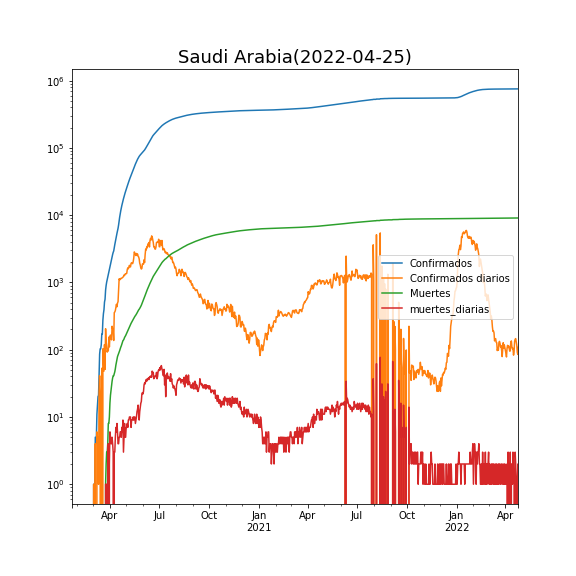 Saudi Arabia(2022-04-25)
10⁶
10⁵
10⁴
10³
10²
10¹
10⁰
Confirmados
Confirmados diarios
Muertes
muertes_diarias
Apr Jul Oct Jan Apr Jul Oct Jan Apr
2021 2022